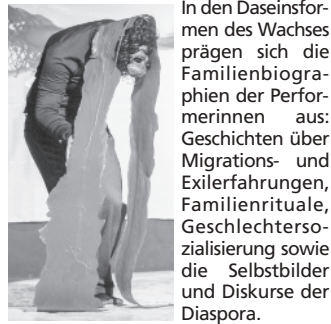 In den Daseinsfor-
men des Wachses
prägen sich die
Familienbiogra-
phien der Perfor-
merinnen aus:
Geschichten über
Migrations- und
Exilerfahrungen,
Familienrituale,
Geschlechterso-
zialisierung sowie
die Selbstbilder
und Diskurse der
Diaspora.